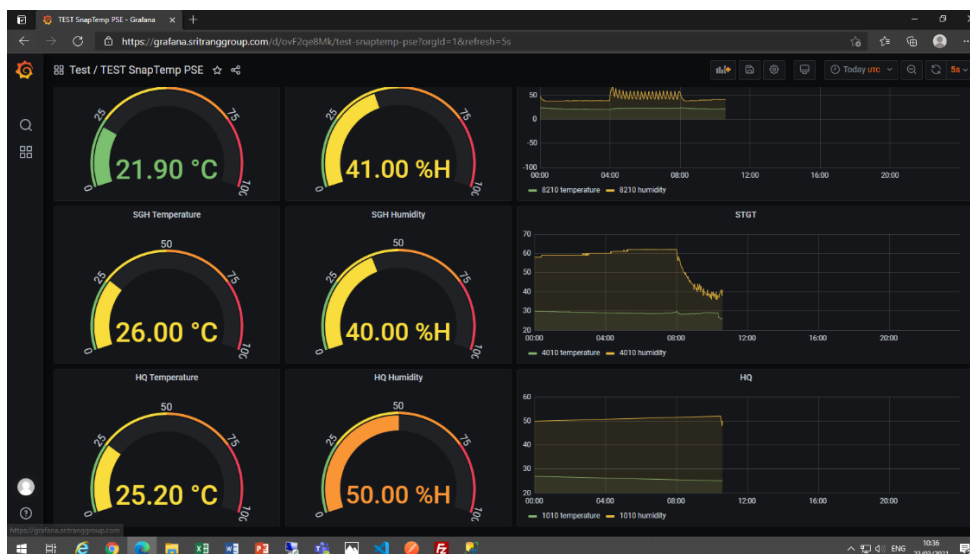 TEST SnapTemp PSE - Grafana
https://grafana.sritranggroup.com/d/ovF2qe8Mk/test-snaptemp-pse?orgId=1&refresh=5s
Test / TEST SnapTemp PSE
Today UTC
5s
0 25 75 100
21.90 °C
0 25 75 100
41.00 %H
50
0
-50
-100
00:00 04:00 08:00 12:00 16:00 20:00
8210 temperature 8210 humidity
SGH Temperature
0 25 50 75 100
26.00 °C
SGH Humidity
0 25 50 75 100
40.00 %H
STGT
70
60
50
40
30
20
00:00 04:00 08:00 12:00 16:00 20:00
4010 temperature 4010 humidity
HQ Temperature
0 25 50 75 100
25.20 °C
HQ Humidity
0 25 50 75 100
50.00 %H
HQ
60
50
40
30
20
00:00 04:00 08:00 12:00 16:00 20:00
1010 temperature 1010 humidity
https://grafana.sritranggroup.com
ENG
10:36